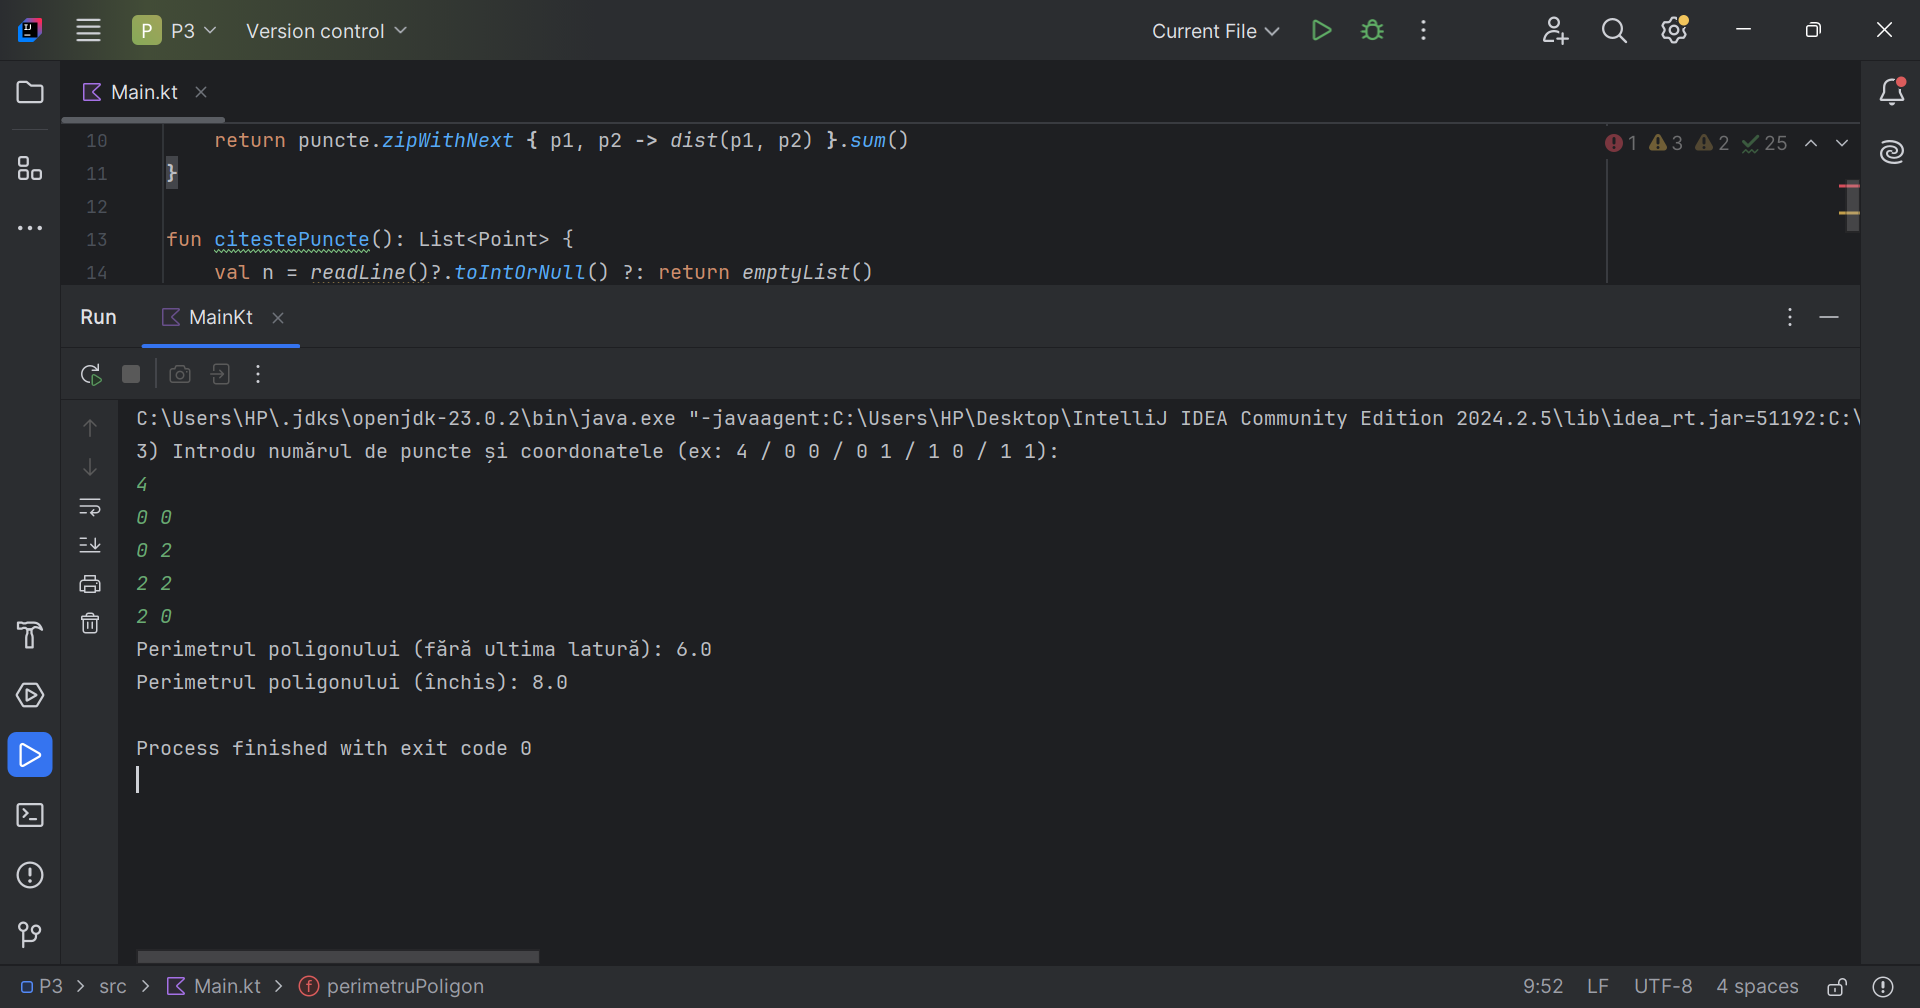 P P3 Version control Current File
Main.kt
10 return puncte.zipWithNext { p1, p2 -> dist(p1, p2) }.sum()
1 3 2 25
11 }
12
13 fun citestePuncte(): List<Point> {
14 val n = readLine()?.toIntOrNull() ?: return emptyList()
Run MainKt
C:\Users\HP\.jdks\openjdk-23.0.2\bin\java.exe "-javaagent:C:\Users\HP\Desktop\IntelliJ IDEA Community Edition 2024.2.5\lib\idea_rt.jar=51192:C:\
3) Introdu numărul de puncte și coordonatele (ex: 4 / 0 0 / 0 1 / 1 0 / 1 1):
4
0 0
0 2
2 2
2 0
Perimetrul poligonului (fără ultima latură): 6.0
Perimetrul poligonului (închis): 8.0
Process finished with exit code 0
P3 > src > Main.kt > f perimetruPoligon 9:52 LF UTF-8 4 spaces